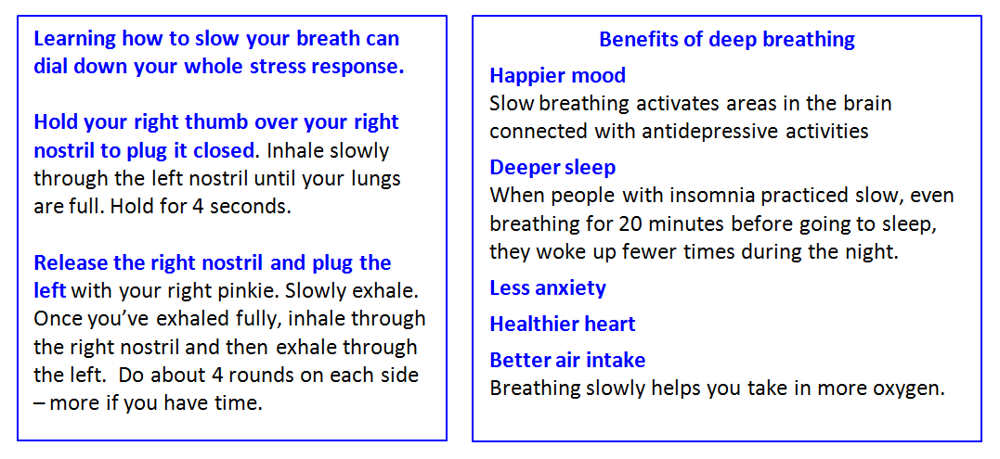 Learning how to slow your breath can
dial down your whole stress response.
Hold your right thumb over your right
nostril to plug it closed. Inhale slowly
through the left nostril until your lungs
are full. Hold for 4 seconds.
Release the right nostril and plug the
left with your right pinkie. Slowly exhale.
Once you’ve exhaled fully, inhale through
the right nostril and then exhale through
the left.  Do about 4 rounds on each side
– more if you have time.
Benefits of deep breathing
Happier mood
Slow breathing activates areas in the brain
connected with antidepressive activities
Deeper sleep
When people with insomnia practiced slow, even
breathing for 20 minutes before going to sleep,
they woke up fewer times during the night.
Less anxiety
Healthier heart
Better air intake
Breathing slowly helps you take in more oxygen.